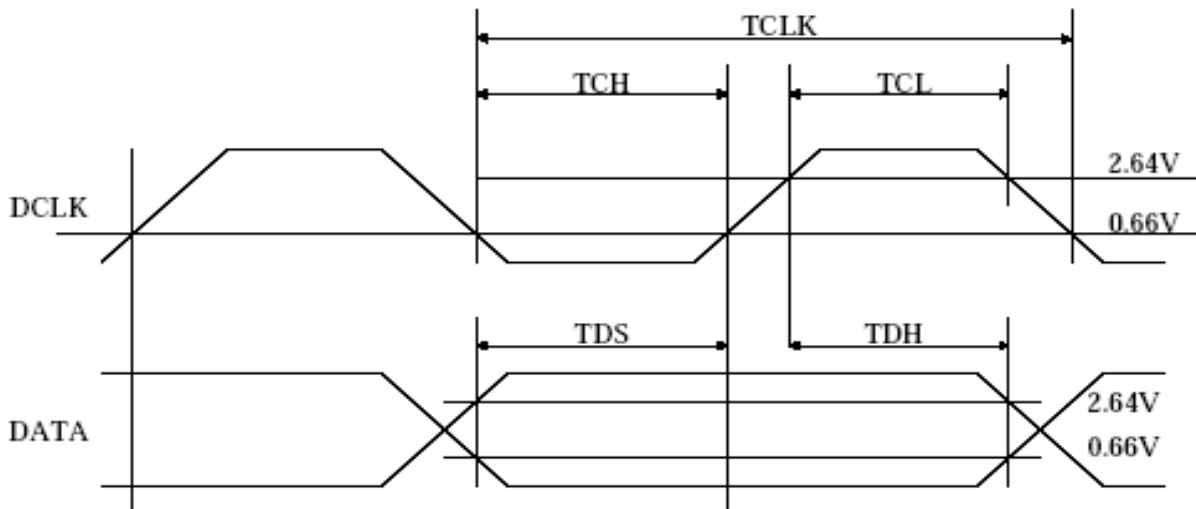 TCLK
TCH TCL
2.64V
DCLK
0.66V
TDS TDH
2.64V
DATA
0.66V